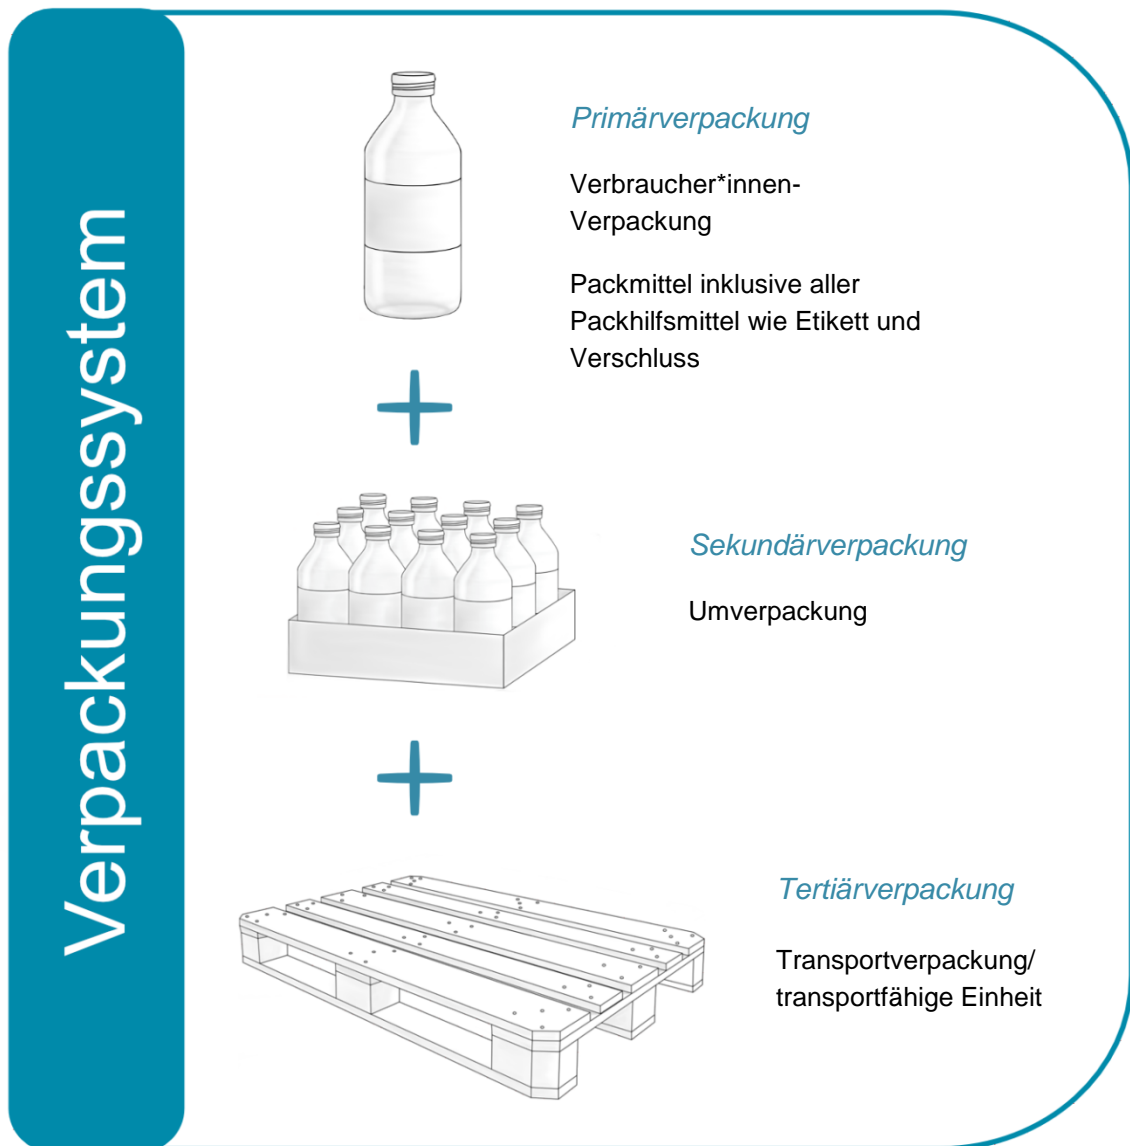 Verpackungssystem
Primärverpackung
Verbraucher*innen-
Verpackung
Packmittel inklusive aller
Packhilfsmittel wie Etikett und
Verschluss
Sekundärverpackung
Umverpackung
Tertiärverpackung
Transportverpackung/
transportfähige Einheit